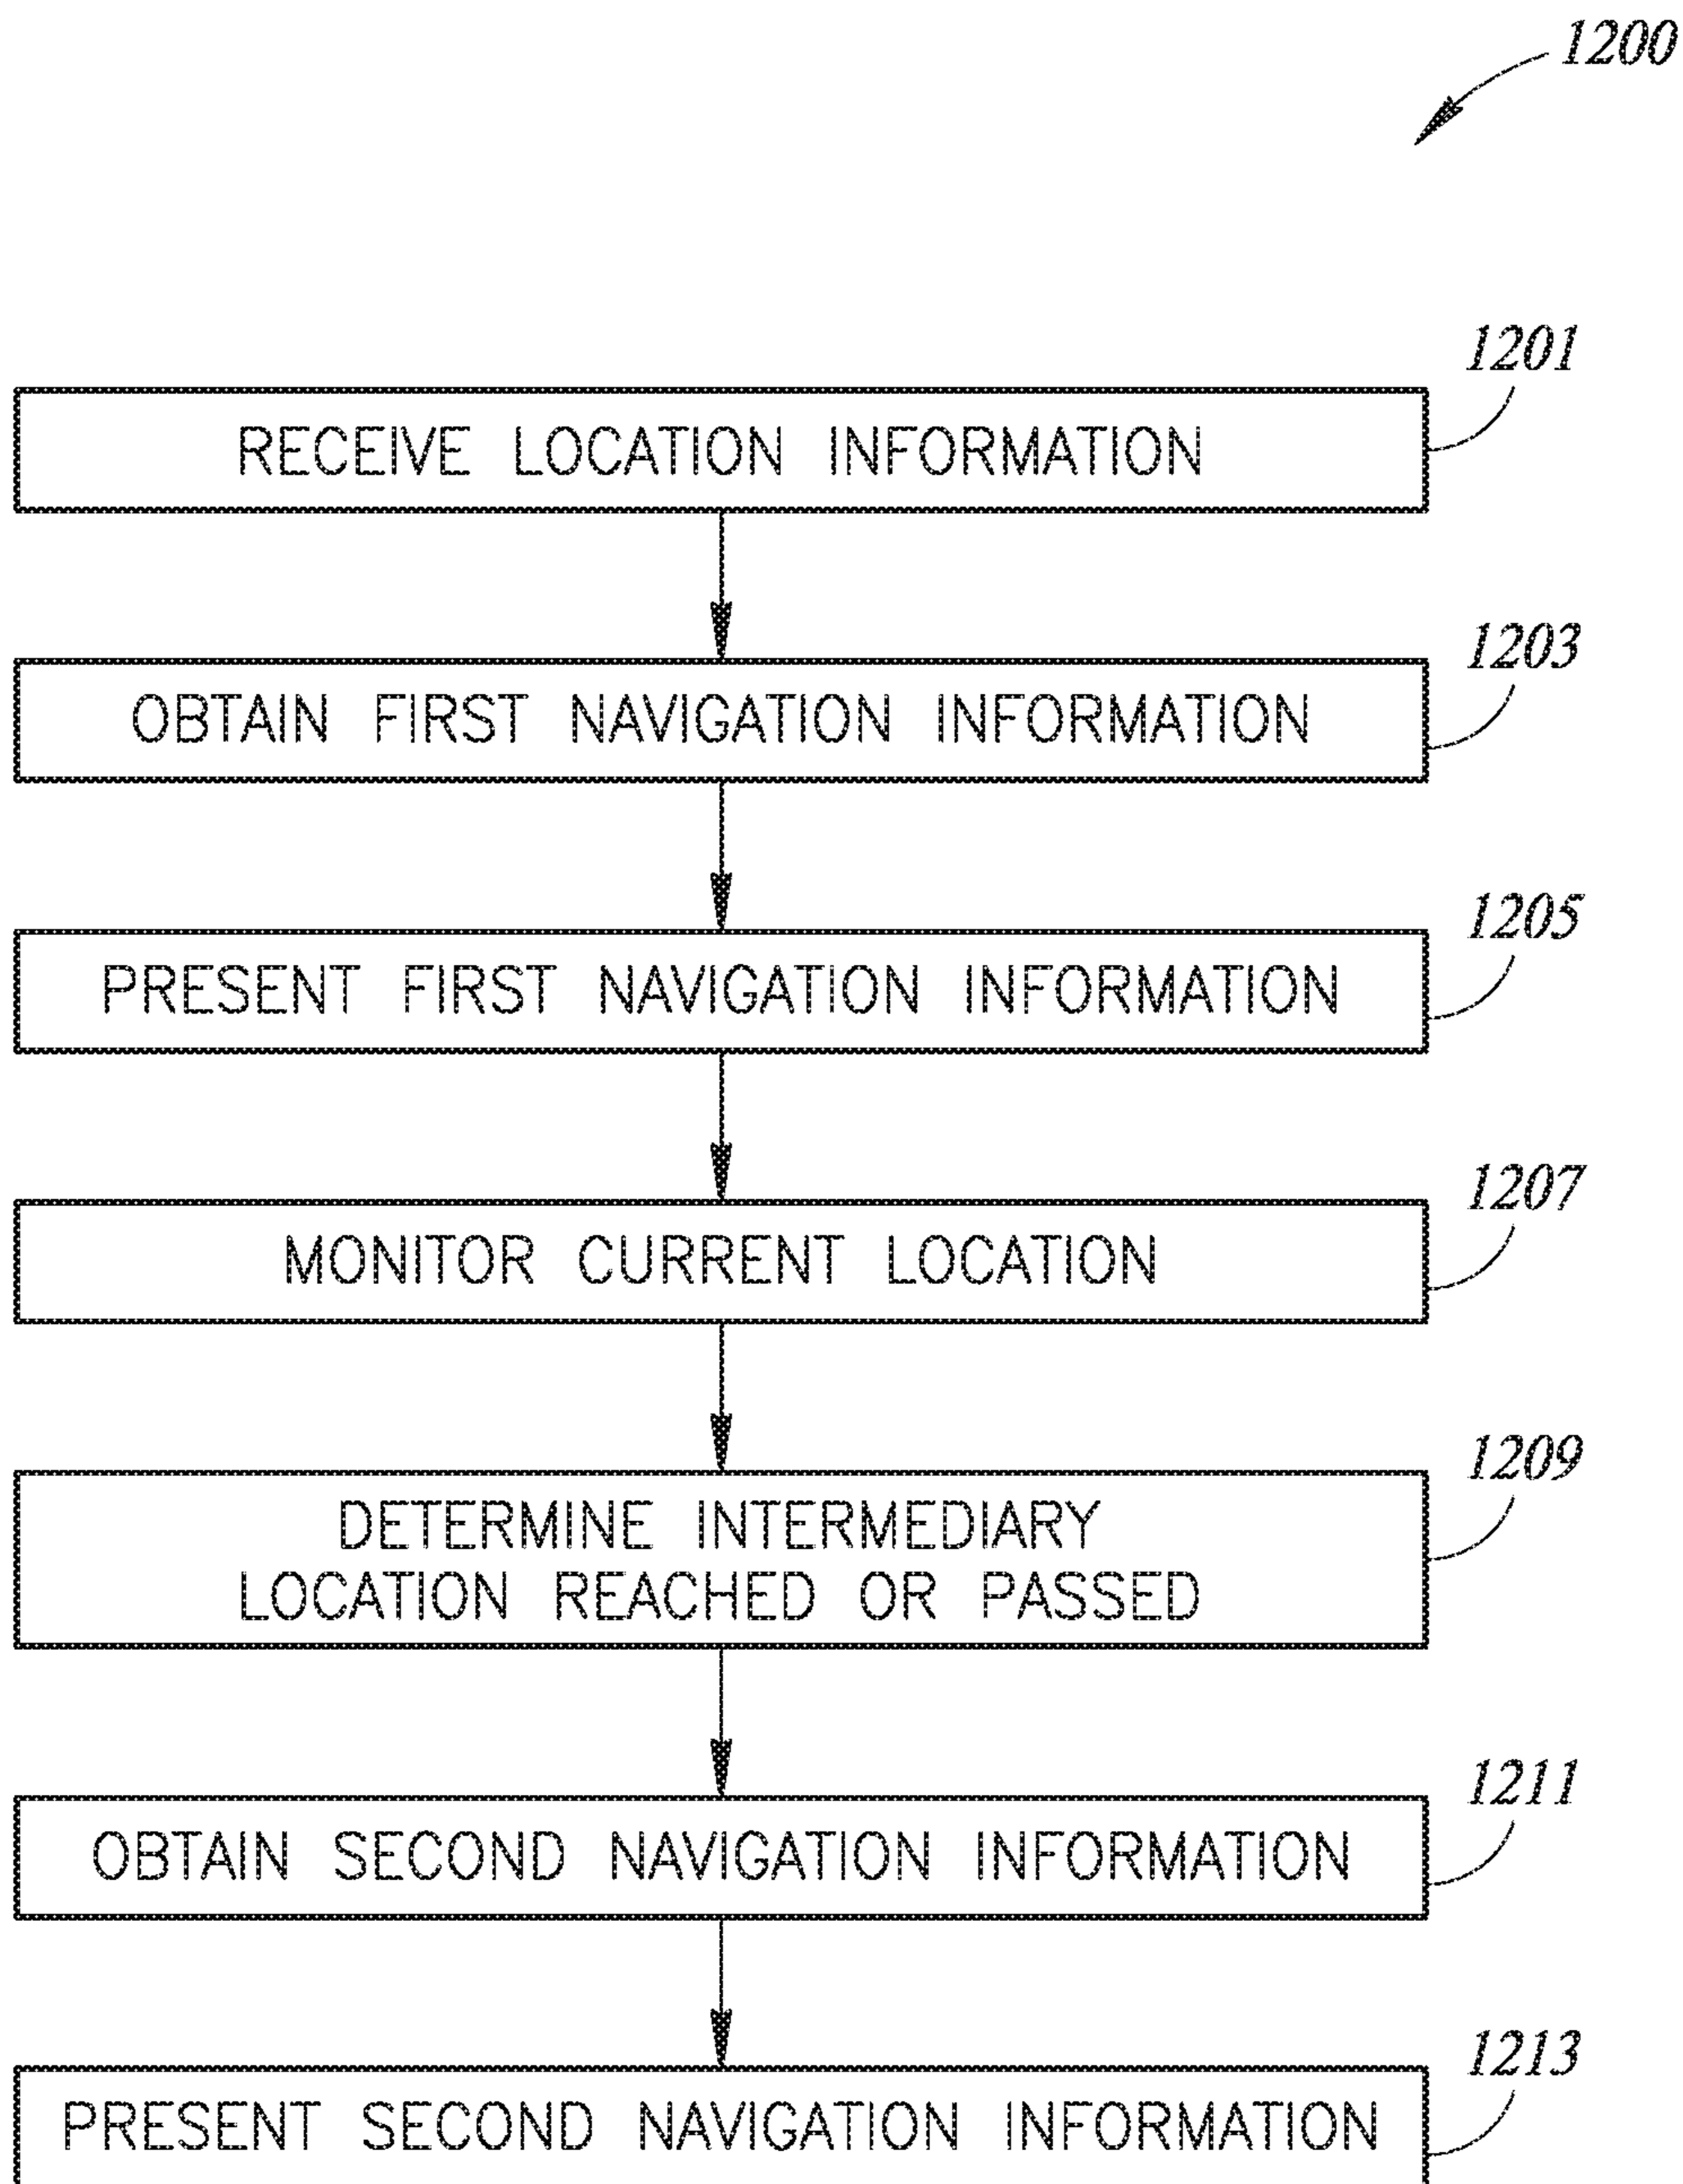 1200
1201
RECEIVE LOCATION INFORMATION
1203
OBTAIN FIRST NAVIGATION INFORMATION
1205
PRESENT FIRST NAVIGATION INFORMATION
1207
MONITOR CURRENT LOCATION
1209
DETERMINE INTERMEDIARY
LOCATION REACHED OR PASSED
1211
OBTAIN SECOND NAVIGATION INFORMATION
1213
PRESENT SECOND NAVIGATION INFORMATION